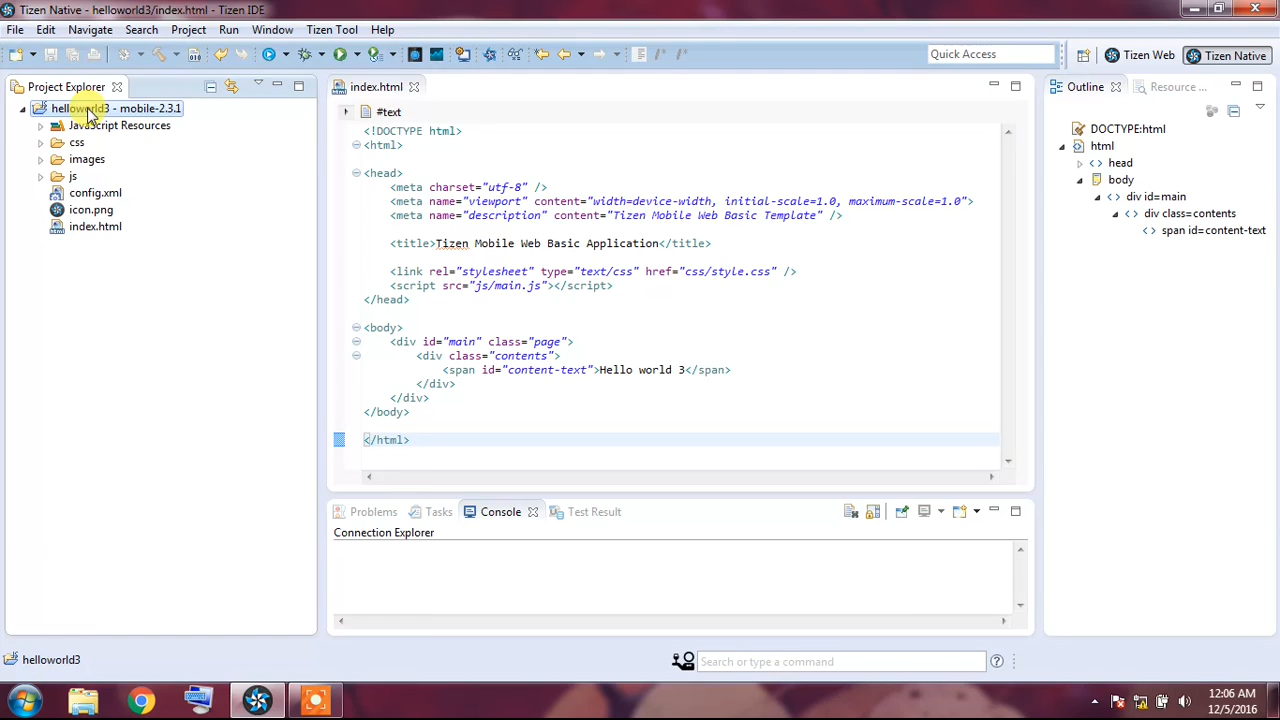 Tizen Native - helloworld3/index.html - Tizen IDE
File Edit Navigate Search Project Run Window Tizen Tool Help
Quick Access
Tizen Web
Tizen Native
Project Explorer
helloworld3 - mobile-2.3.1
JavaScript Resources
css
images
js
config.xml
icon.png
index.html
index.html
#text
<!DOCTYPE html>
<html>
<head>
<meta charset="utf-8" />
<meta name="viewport" content="width=device-width, initial-scale=1.0, maximum-scale=1.0">
<meta name="description" content="Tizen Mobile Web Basic Template" />
<title>Tizen Mobile Web Basic Application</title>
<link rel="stylesheet" type="text/css" href="css/style.css" />
<script src="js/main.js"></script>
</head>
<body>
<div id="main" class="page">
<div class="contents">
<span id="content-text">Hello world 3</span>
</div>
</div>
</body>
</html>
Problems Tasks Console Test Result
Connection Explorer
Outline Resource ...
DOCTYPE:html
html
head
body
div id=main
div class=contents
span id=content-text
helloworld3
Search or type a command
12:06 AM
12/5/2016